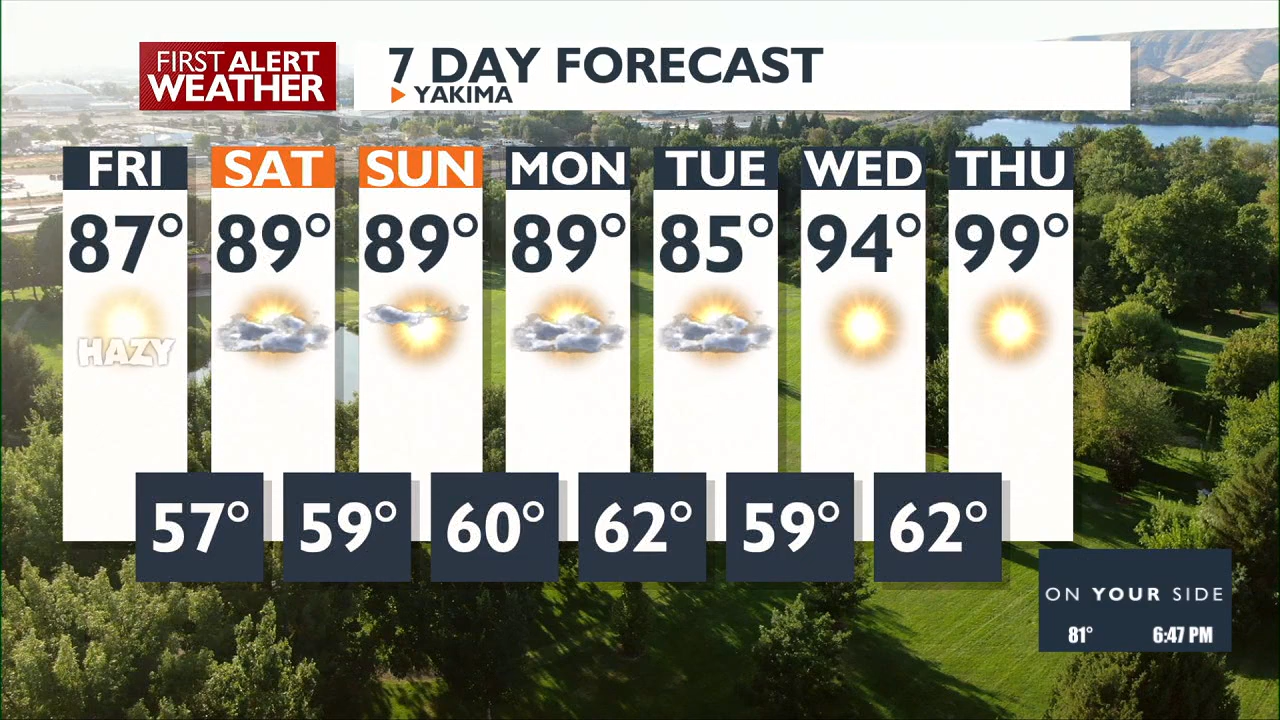 FIRST ALERT
WEATHER
7 DAY FORECAST
YAKIMA
FRI SAT SUN MON TUE WED THU
87° 89° 89° 89° 85° 94° 99°
HAZY
57° 59° 60° 62° 59° 62°
ON YOUR SIDE
81° 6:47 PM